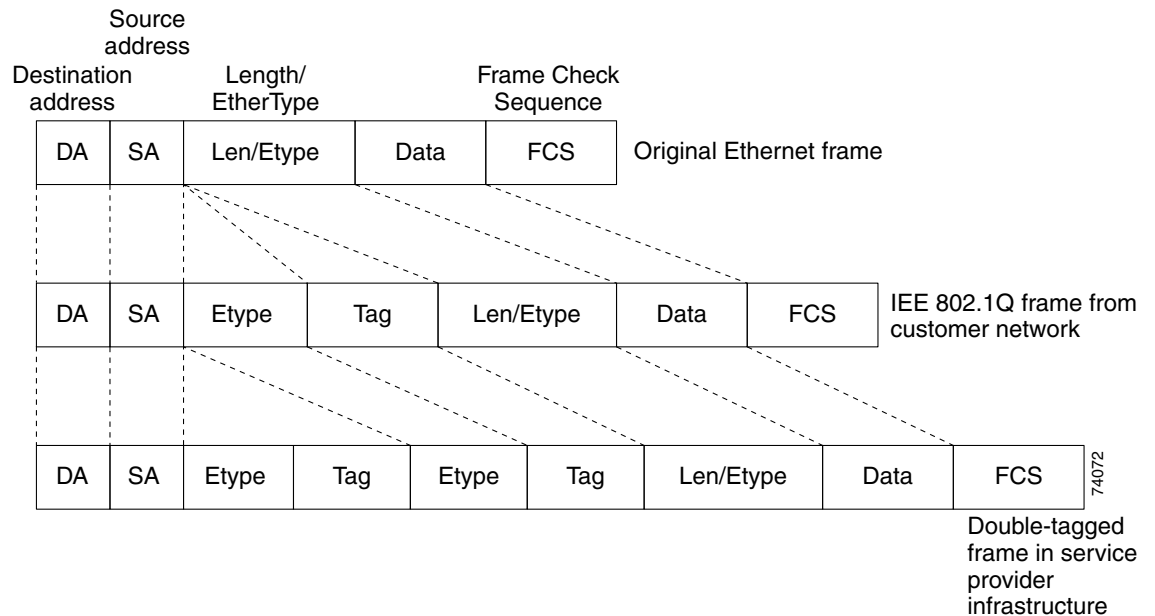 Source
address
Destination
address
Length/
EtherType
Frame Check
Sequence
DA SA Len/Etype Data FCS Original Ethernet frame
DA SA Etype Tag Len/Etype Data FCS
IEE 802.1Q frame from
customer network
DA SA Etype Tag Etype Tag Len/Etype Data FCS
74072
Double-tagged
frame in service
provider
infrastructure